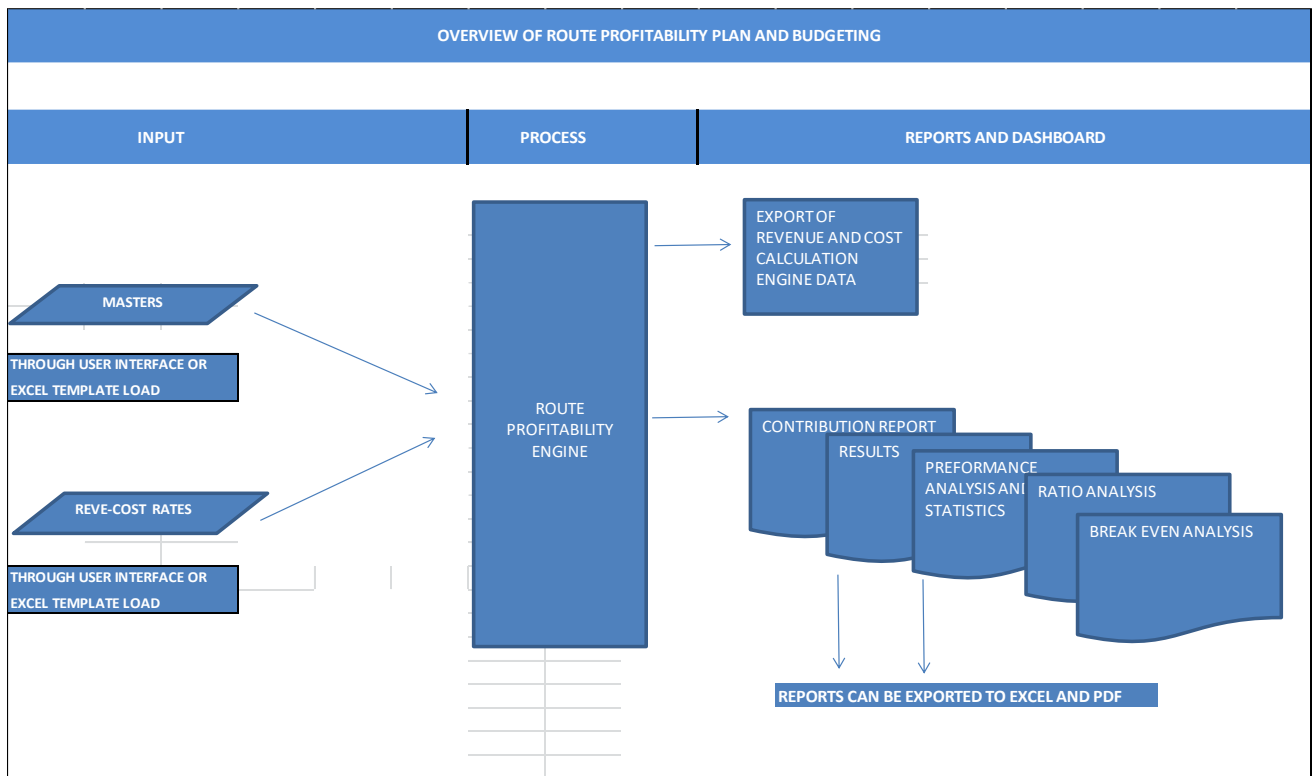 OVERVIEW OF ROUTE PROFITABILITY PLAN AND BUDGETING
INPUT
PROCESS
REPORTS AND DASHBOARD
MASTERS
THROUGH USER INTERFACE OR
EXCEL TEMPLATE LOAD
REVE-COST RATES
THROUGH USER INTERFACE OR
EXCEL TEMPLATE LOAD
ROUTE
PROFITABILITY
ENGINE
EXPORT OF
REVENUE AND COST
CALCULATION
ENGINE DATA
CONTRIBUTION REPORT
RESULTS
PREFORMANCE
ANALYSIS AND
STATISTICS
RATIO ANALYSIS
BREAK EVEN ANALYSIS
REPORTS CAN BE EXPORTED TO EXCEL AND PDF